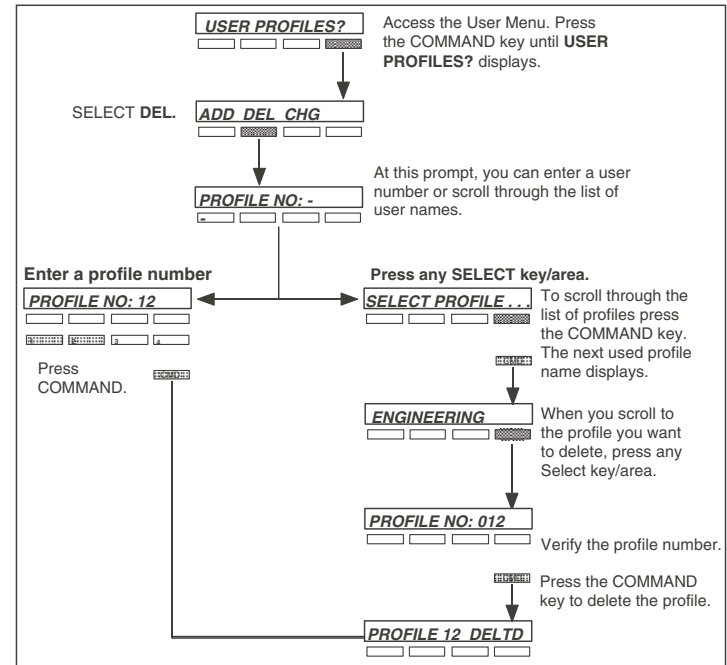 USER PROFILES?
Access the User Menu. Press
the COMMAND key until USER
PROFILES? displays.
SELECT DEL.
ADD DEL CHG
At this prompt, you can enter a user
number or scroll through the list of
user names.
PROFILE NO: -
-
Enter a profile number
PROFILE NO: 12
1 2 3 4
Press
COMMAND.
CMD
Press any SELECT key/area.
SELECT PROFILE . . .
To scroll through the
list of profiles press
the COMMAND key.
The next used profile
name displays.
CMD
ENGINEERING
When you scroll to
the profile you want
to delete, press any
Select key/area.
PROFILE NO: 012
Verify the profile number.
CMD
Press the COMMAND
key to delete the profile.
PROFILE 12 DELTD